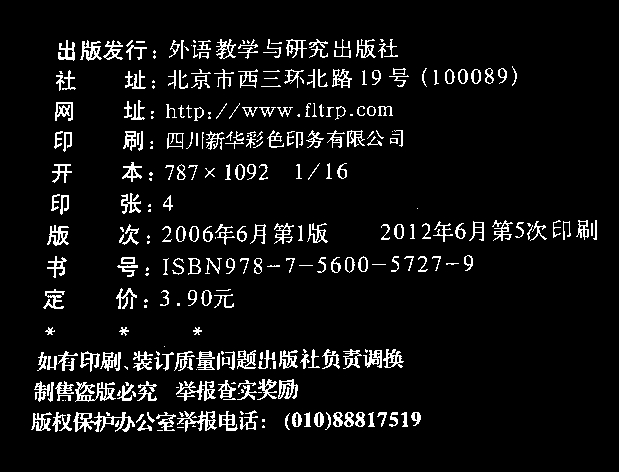 出版发行：外语教学与研究出版社
社 址：北京市西三环北路19号 (100089)
网 址：http://www.fltrp.com
印 刷：四川新华彩色印务有限公司
开 本：787×1092 1/16
印 张：4
版 次：2006年6月第1版 2012年6月第5次印刷
书 号：ISBN978-7-5600-5727-9
定 价：3.90元
* * *
如有印刷、装订质量问题出版社负责调换
制售盗版必究 举报查实奖励
版权保护办公室举报电话：(010)88817519